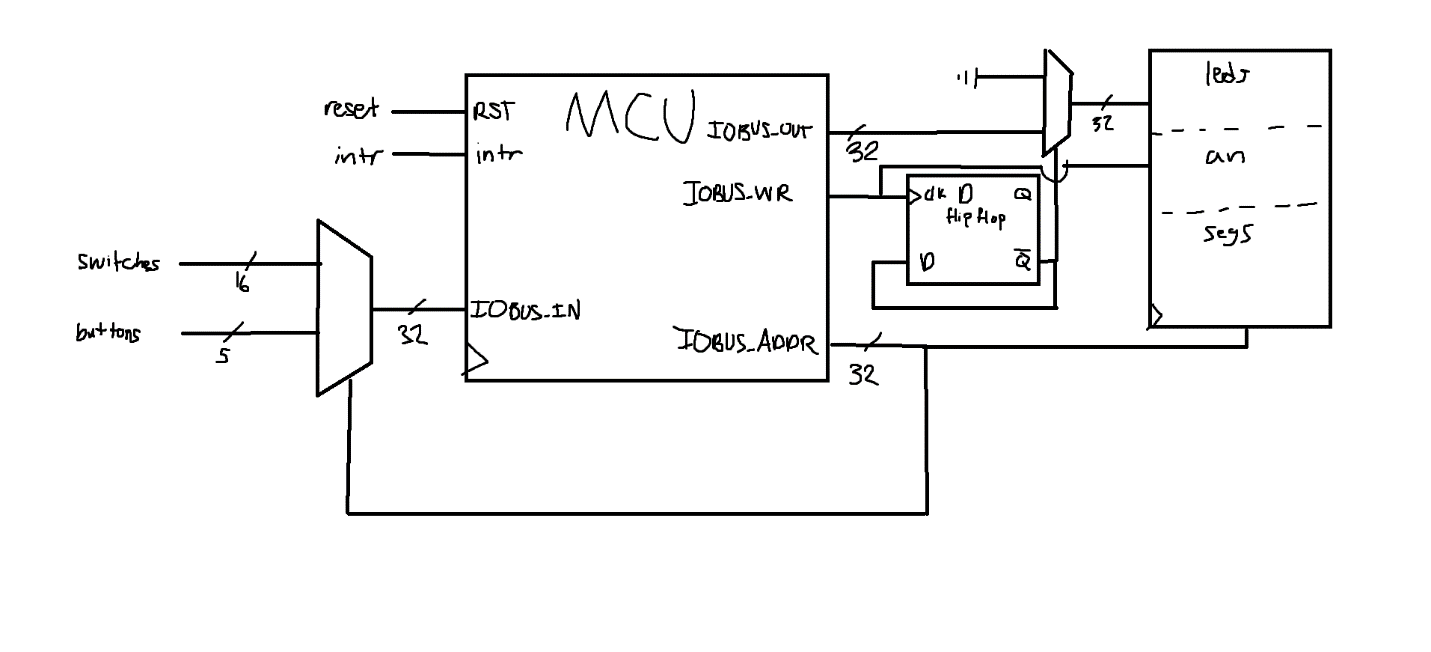 reset
RST
MCU
intr
intr
IOBUS_OUT
32
IOBUS_WR
clk D Q
flip flop
D Q̅
32
leds
an
segs
switches
16
buttons
5
32
IOBUS_IN
IOBUS_ADDR
32